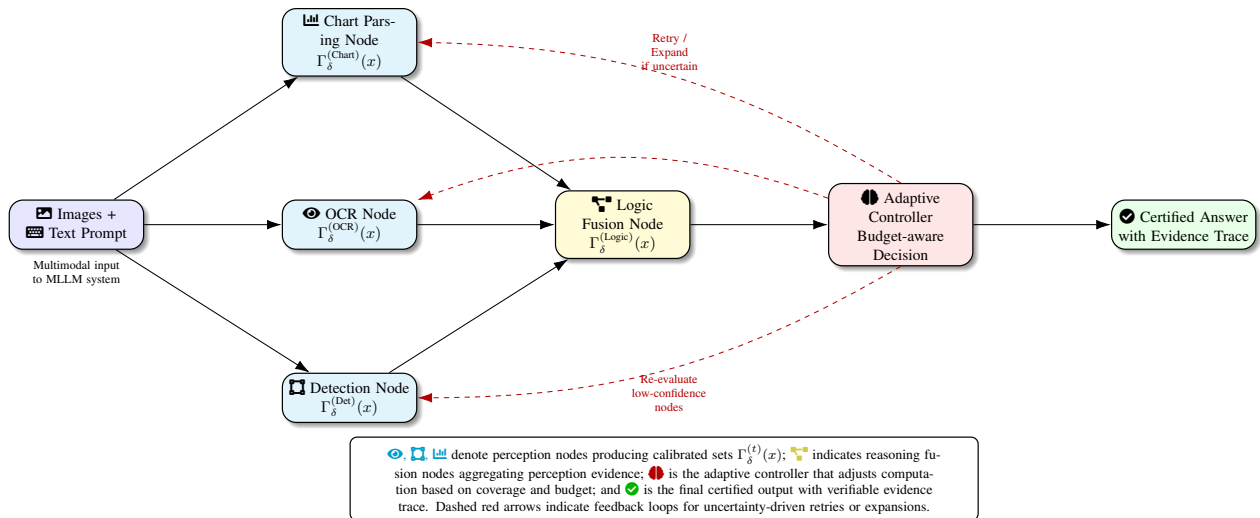 Chart Pars-
ing Node
Γ_δ^(Chart)(x)
Retry /
Expand
if uncertain
Images +
Text Prompt
Multimodal input
to MLLM system
OCR Node
Γ_δ^(OCR)(x)
Logic
Fusion Node
Γ_δ^(Logic)(x)
Adaptive
Controller
Budget-aware
Decision
Certified Answer
with Evidence Trace
Detection Node
Γ_δ^(Det)(x)
Re-evaluate
low-confidence
nodes
, , denote perception nodes producing calibrated sets Γ_δ^(t)(x); indicates reasoning fu-
sion nodes aggregating perception evidence; is the adaptive controller that adjusts computa-
tion based on coverage and budget; and is the final certified output with verifiable evidence
trace. Dashed red arrows indicate feedback loops for uncertainty-driven retries or expansions.